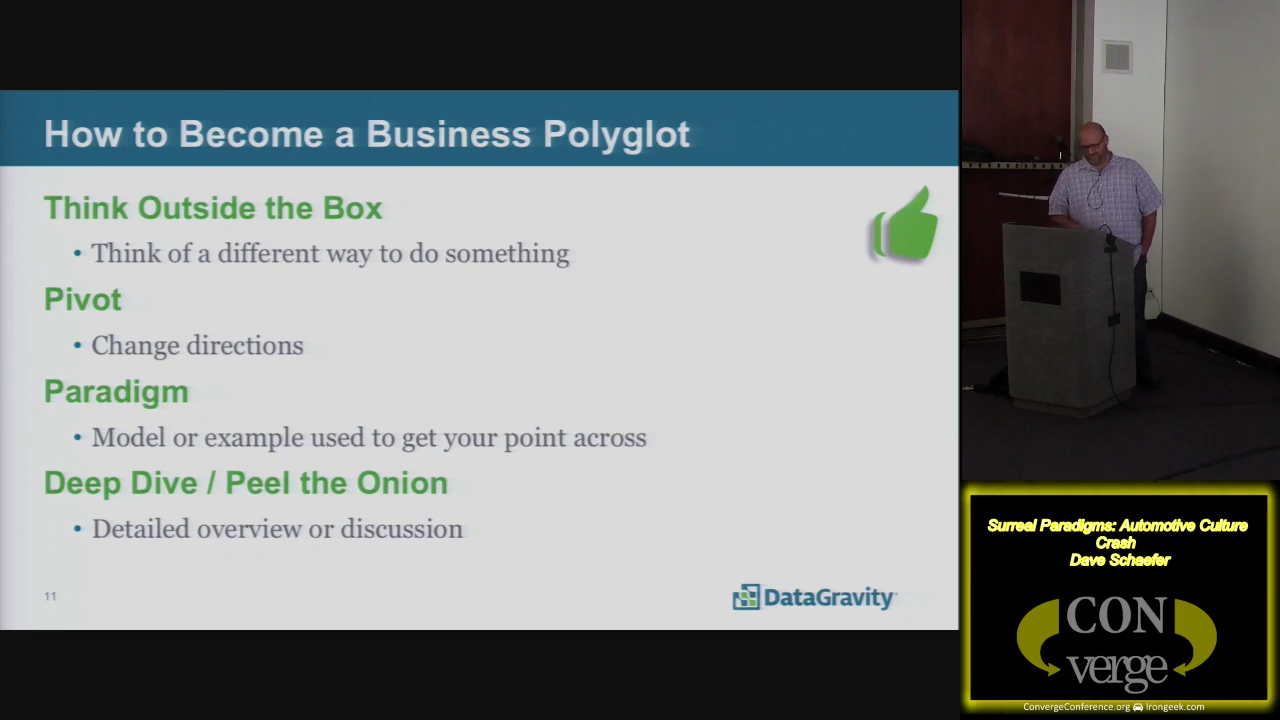 How to Become a Business Polyglot
Think Outside the Box
• Think of a different way to do something
Pivot
• Change directions
Paradigm
• Model or example used to get your point across
Deep Dive / Peel the Onion
• Detailed overview or discussion
11
DataGravity
Surreal Paradigms: Automotive Culture
Crash
Dave Schaefer
CON
verge
ConvergeConference.org Irongeek.com